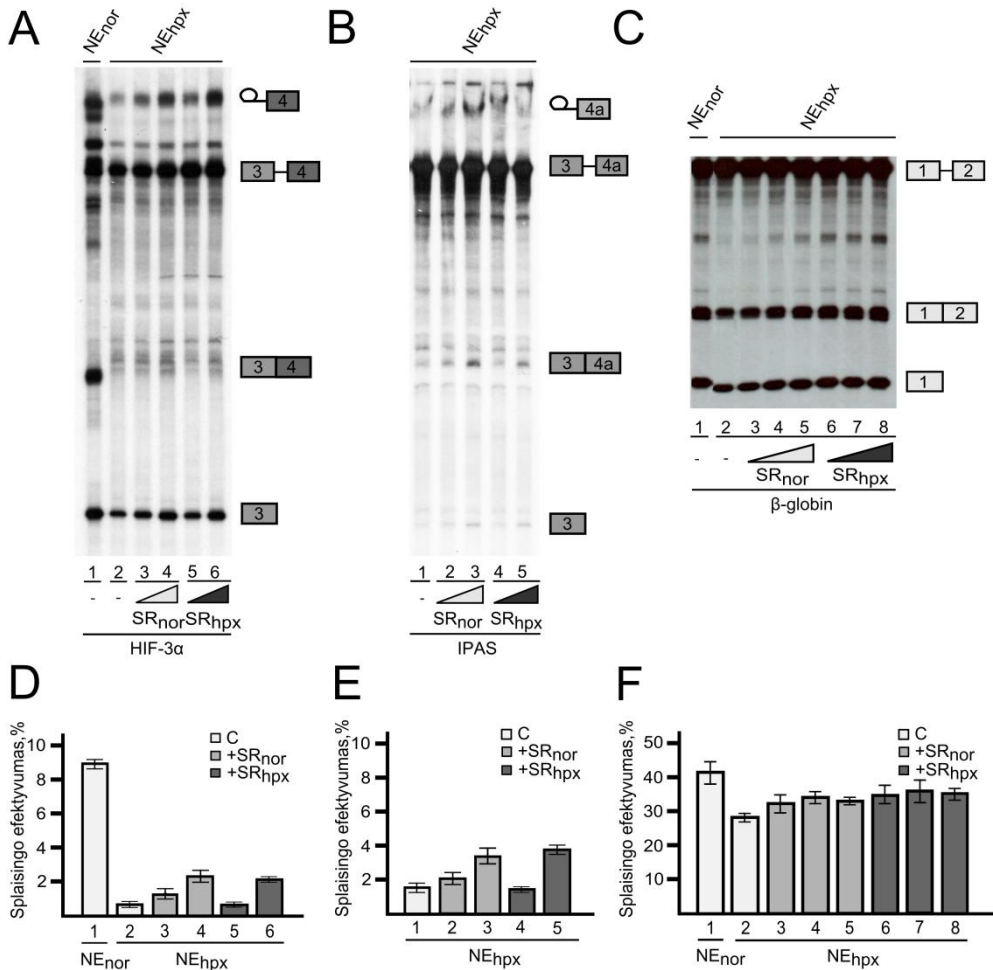 A
NEnor
NEhpx
4
3 4
3 4
3
1 2 3 4 5 6
- -
SRnor SRhpx
HIF-3α
B
NEhpx
4a
3 4a
3 4a
3
1 2 3 4 5
-
SRnor SRhpx
IPAS
C
NEnor
NEhpx
1 2
1 2
1
1 2 3 4 5 6 7 8
- -
SRnor SRhpx
β-globin
D
Splaisingo efektyvumas,%
10
8
6
4
2
C
+SRnor
+SRhpx
1 2 3 4 5 6
NEnor NEhpx
E
Splaisingo efektyvumas,%
10
8
6
4
2
C
+SRnor
+SRhpx
1 2 3 4 5
NEhpx
F
Splaisingo efektyvumas,%
50
40
30
20
10
C
+SRnor
+SRhpx
1 2 3 4 5 6 7 8
NEnor NEhpx